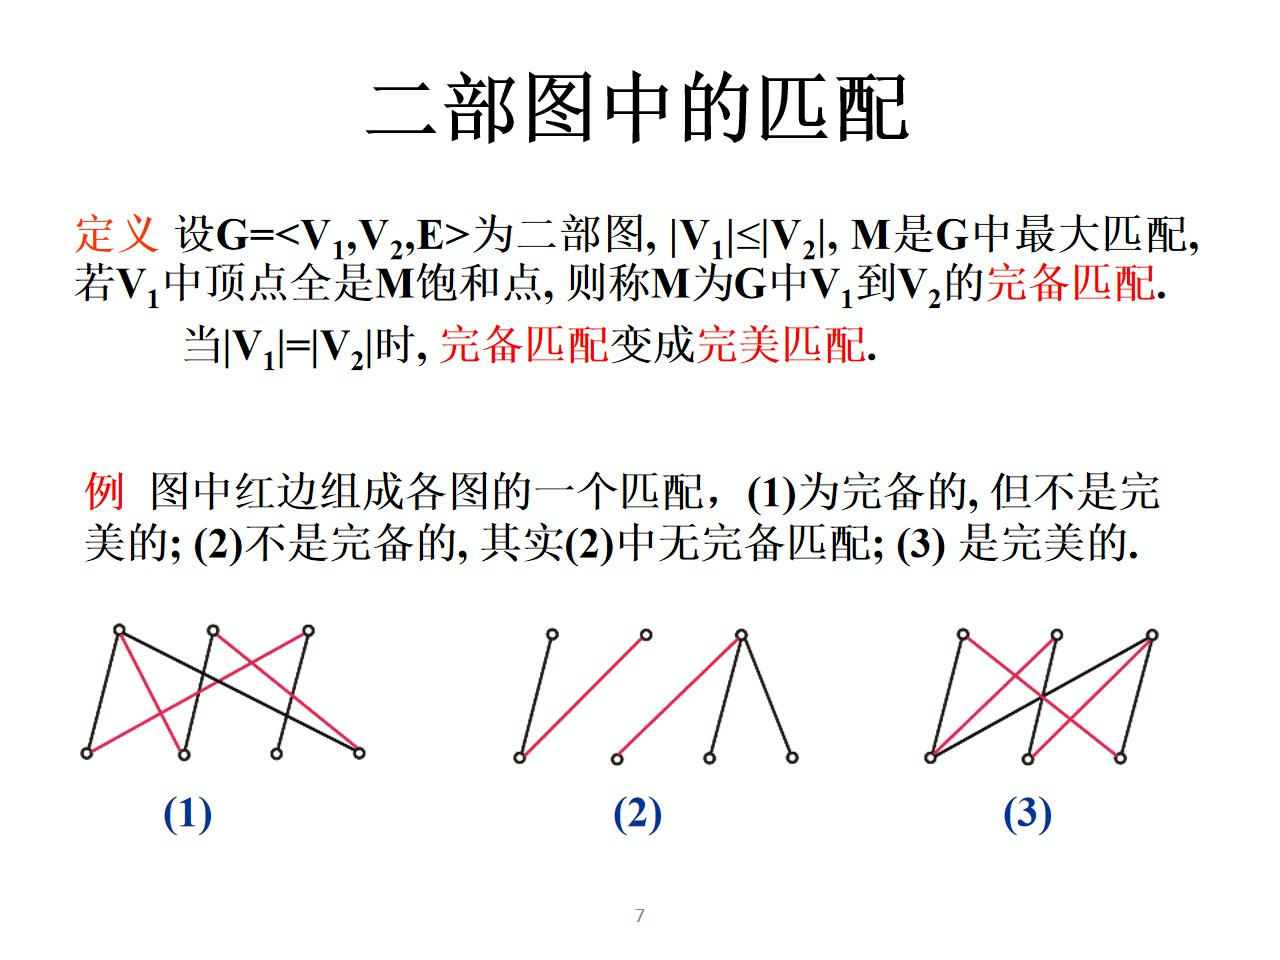 二部图中的匹配
定义 设G=<V₁,V₂,E>为二部图, |V₁|≤|V₂|, M是G中最大匹配,
若V₁中顶点全是M饱和点, 则称M为G中V₁到V₂的完备匹配.
当|V₁|=|V₂|时, 完备匹配变成完美匹配.
例 图中红边组成各图的一个匹配，(1)为完备的, 但不是完
美的; (2)不是完备的, 其实(2)中无完备匹配; (3) 是完美的.
(1) (2) (3)
7